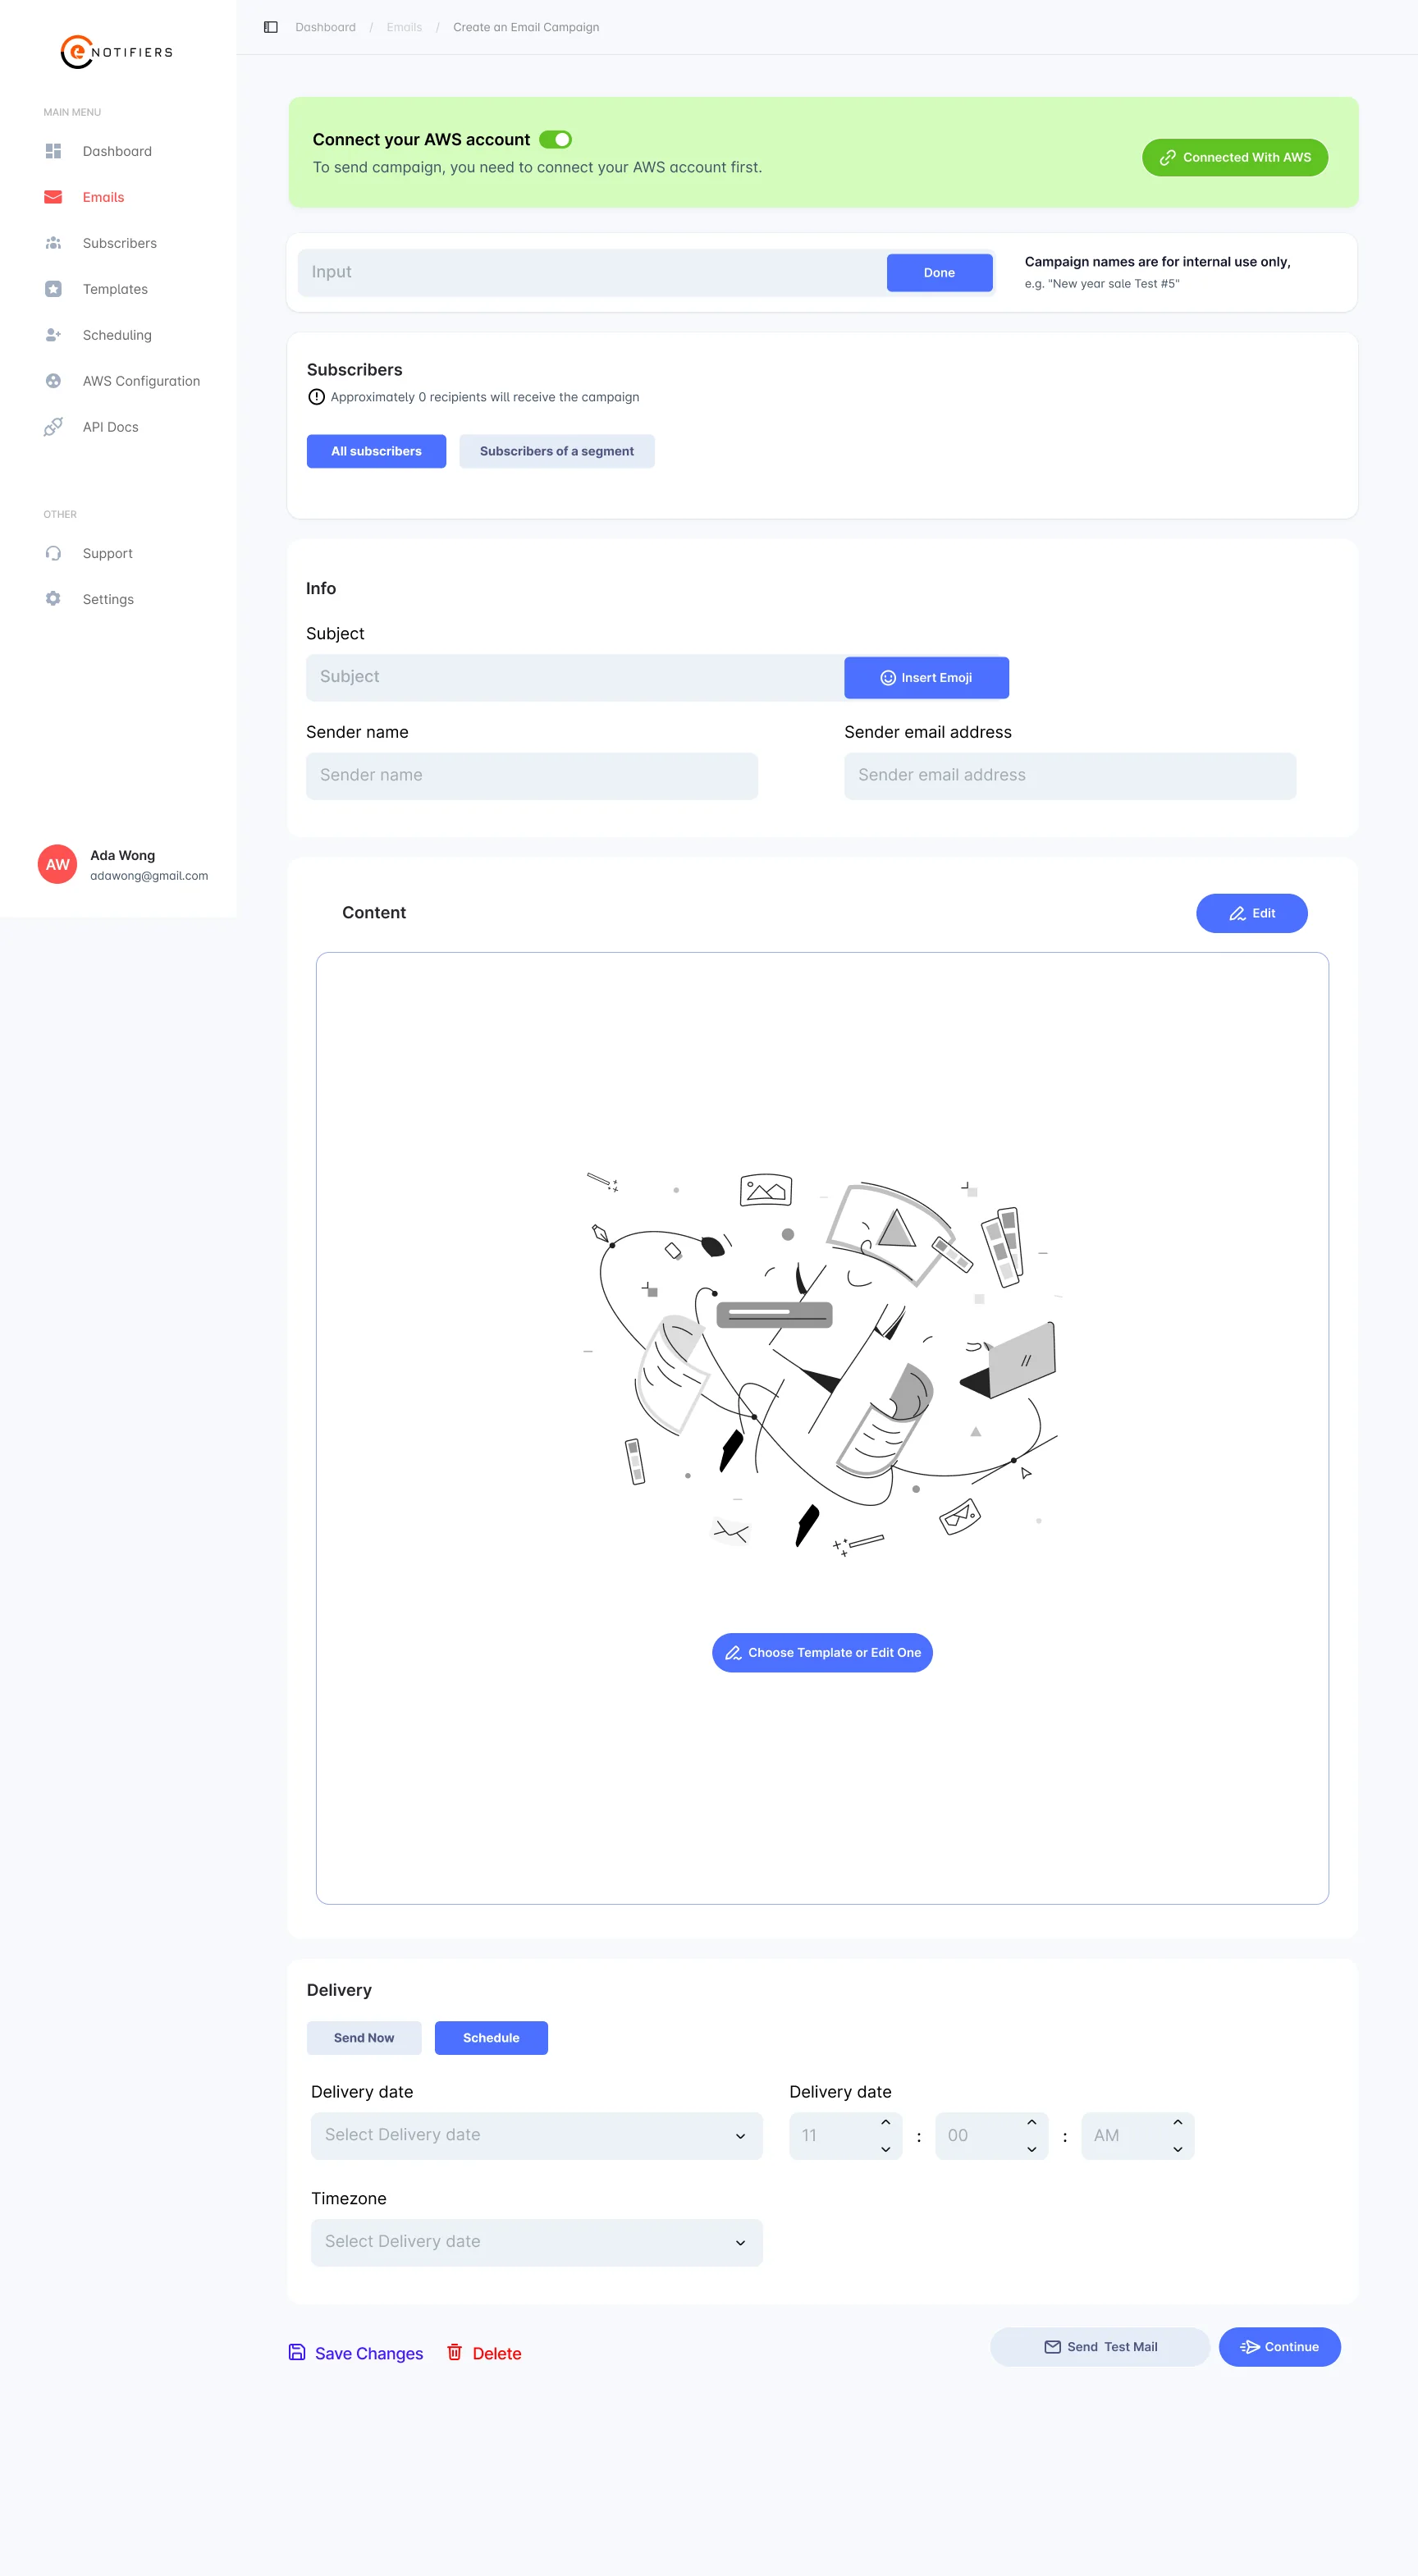 e NOTIFIERS
MAIN MENU
Dashboard
Emails
Subscribers
Templates
Scheduling
AWS Configuration
API Docs
OTHER
Support
Settings
AW
Ada Wong
adawong@gmail.com
Dashboard / Emails / Create an Email Campaign
Connect your AWS account
To send campaign, you need to connect your AWS account first.
Connected With AWS
Input
Done
Campaign names are for internal use only,
e.g. "New year sale Test #5"
Subscribers
Approximately 0 recipients will receive the campaign
All subscribers
Subscribers of a segment
Info
Subject
Subject
Insert Emoji
Sender name
Sender email address
Sender name
Sender email address
Content
Edit
Choose Template or Edit One
Delivery
Send Now
Schedule
Delivery date
Delivery date
Select Delivery date
11 : 00 : AM
Timezone
Select Delivery date
Save Changes
Delete
Send Test Mail
Continue